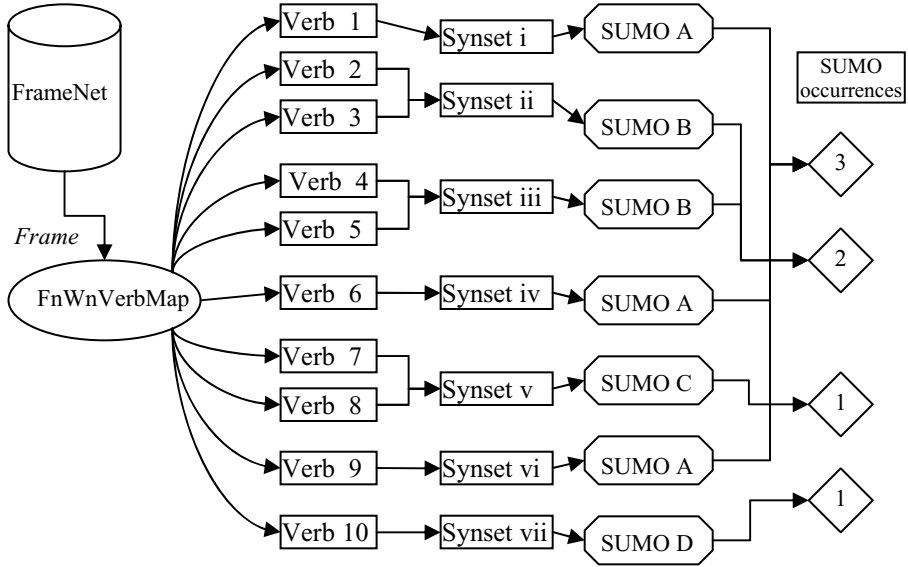 FrameNet
Frame
FnWnVerbMap
Verb 1
Verb 2
Verb 3
Verb 4
Verb 5
Verb 6
Verb 7
Verb 8
Verb 9
Verb 10
Synset i
Synset ii
Synset iii
Synset iv
Synset v
Synset vi
Synset vii
SUMO A
SUMO B
SUMO B
SUMO A
SUMO C
SUMO A
SUMO D
SUMO
occurrences
3
2
1
1